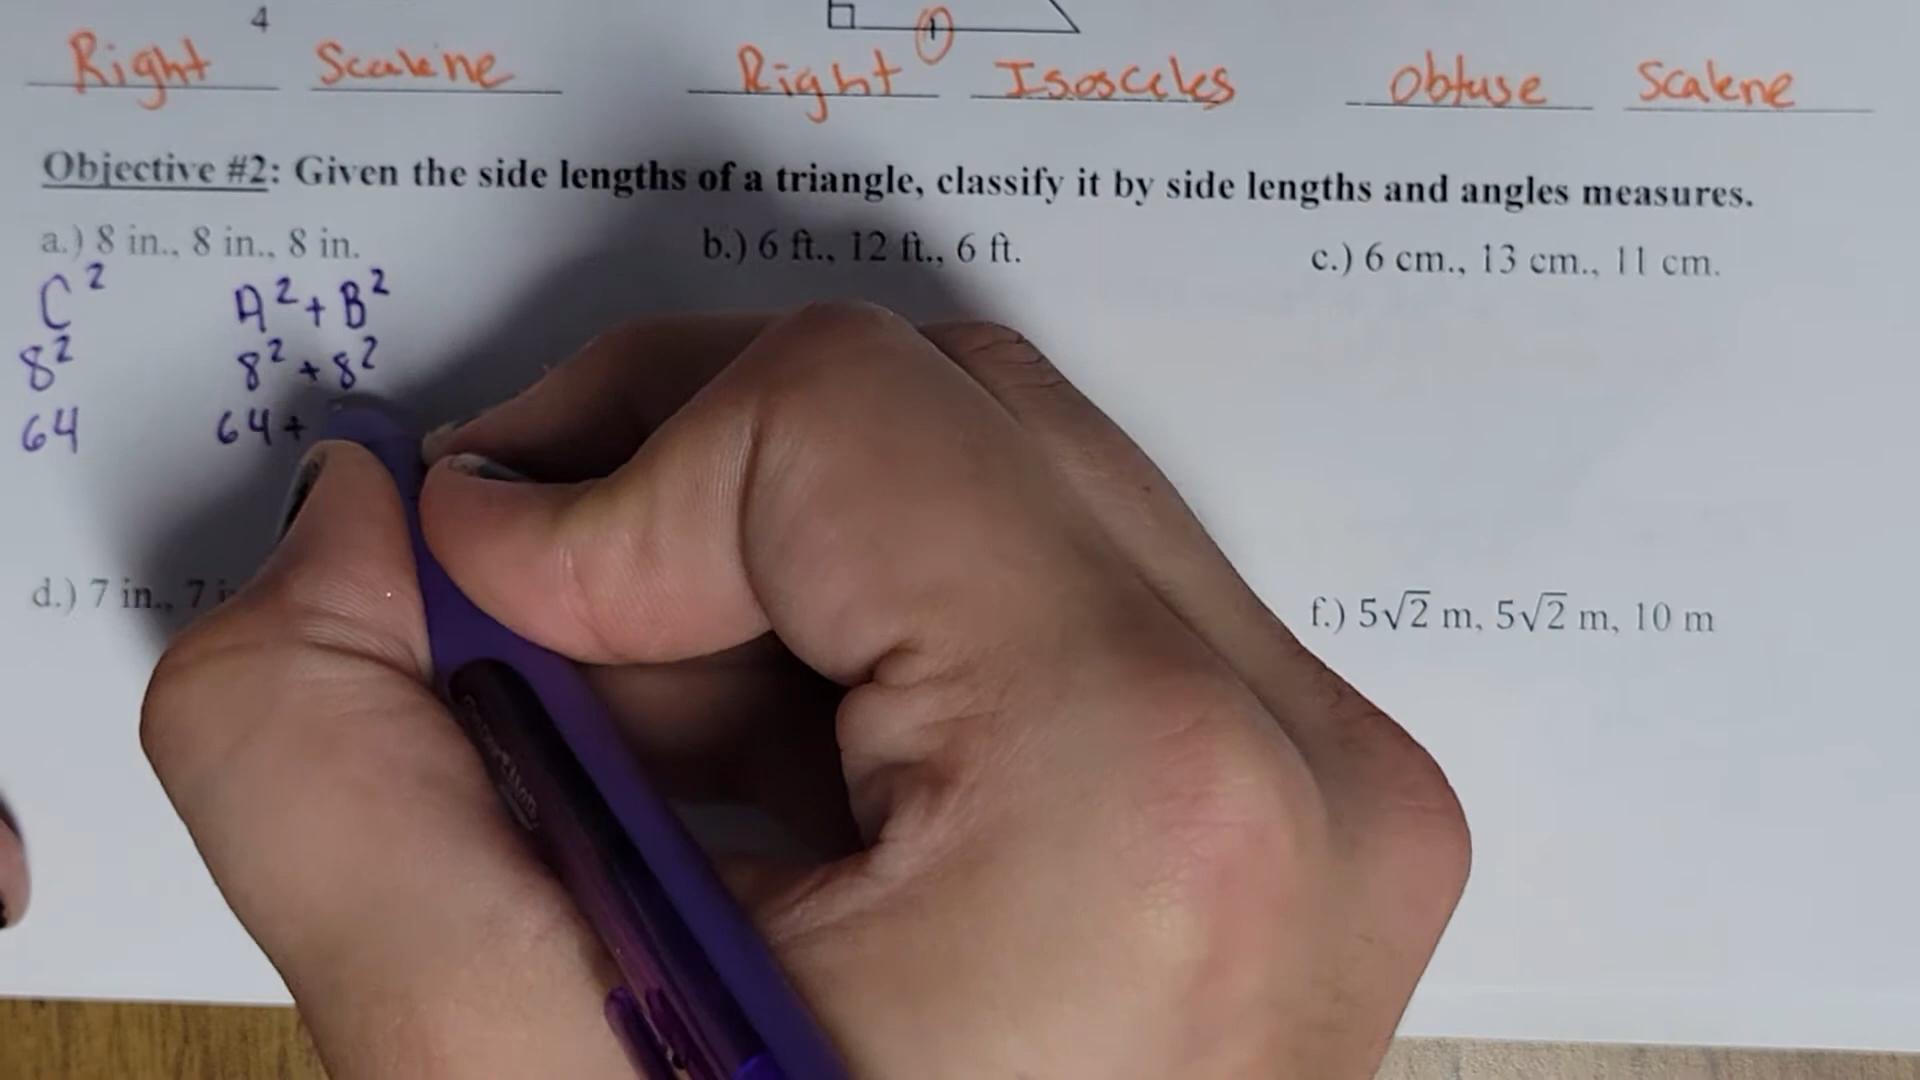 4
Right Scalene Right 1 Isosceles Obtuse Scalene
Objective #2: Given the side lengths of a triangle, classify it by side lengths and angles measures.
a.) 8 in., 8 in., 8 in. b.) 6 ft., 12 ft., 6 ft. c.) 6 cm., 13 cm., 11 cm.
C² A² + B²
8² 8² + 8²
64 64 +
d.) 7 in., 7 f.) 5√2 m, 5√2 m, 10 m